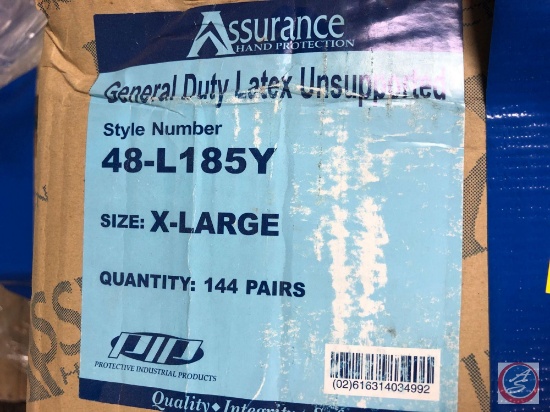 Assurance
HAND PROTECTION
General Duty Latex Unsupported
Style Number
48-L185Y
SIZE: X-LARGE
QUANTITY: 144 PAIRS
PIP
PROTECTIVE INDUSTRIAL PRODUCTS
(02)616314034992
Quality ♦ Integrity ♦